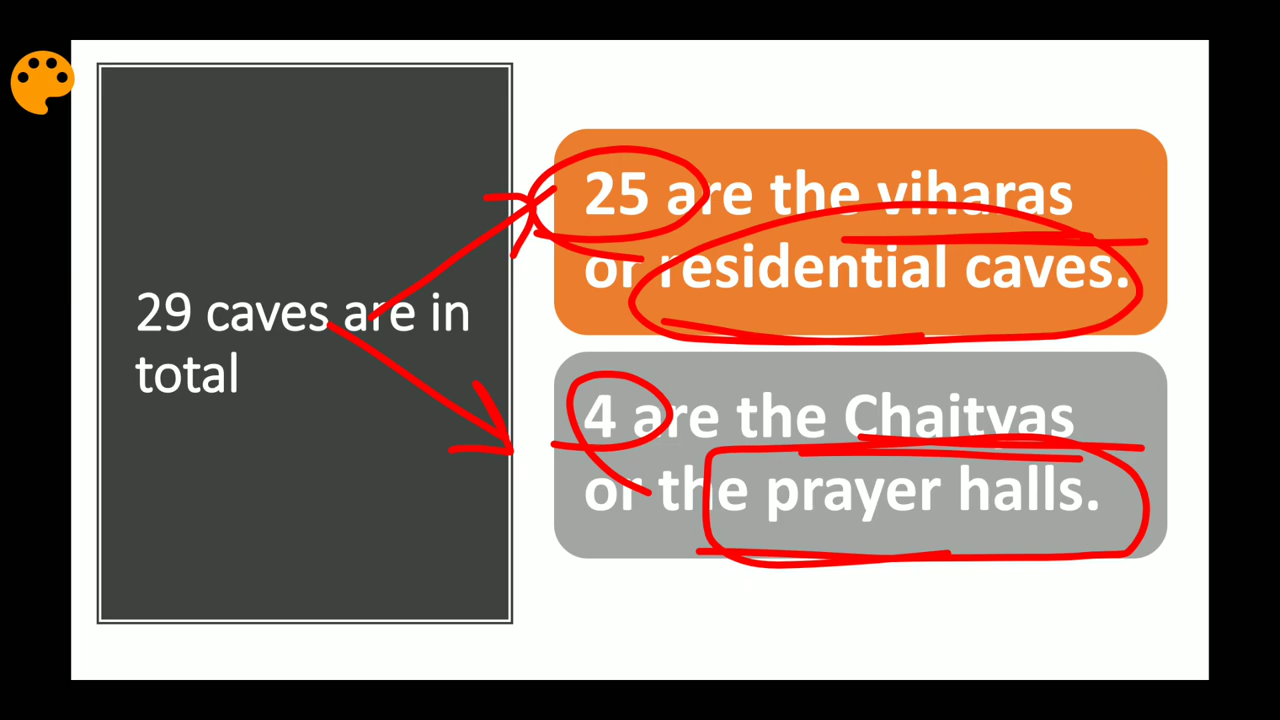 29 caves are in
total
25 are the viharas
or residential caves.
4 are the Chaityas
or the prayer halls.